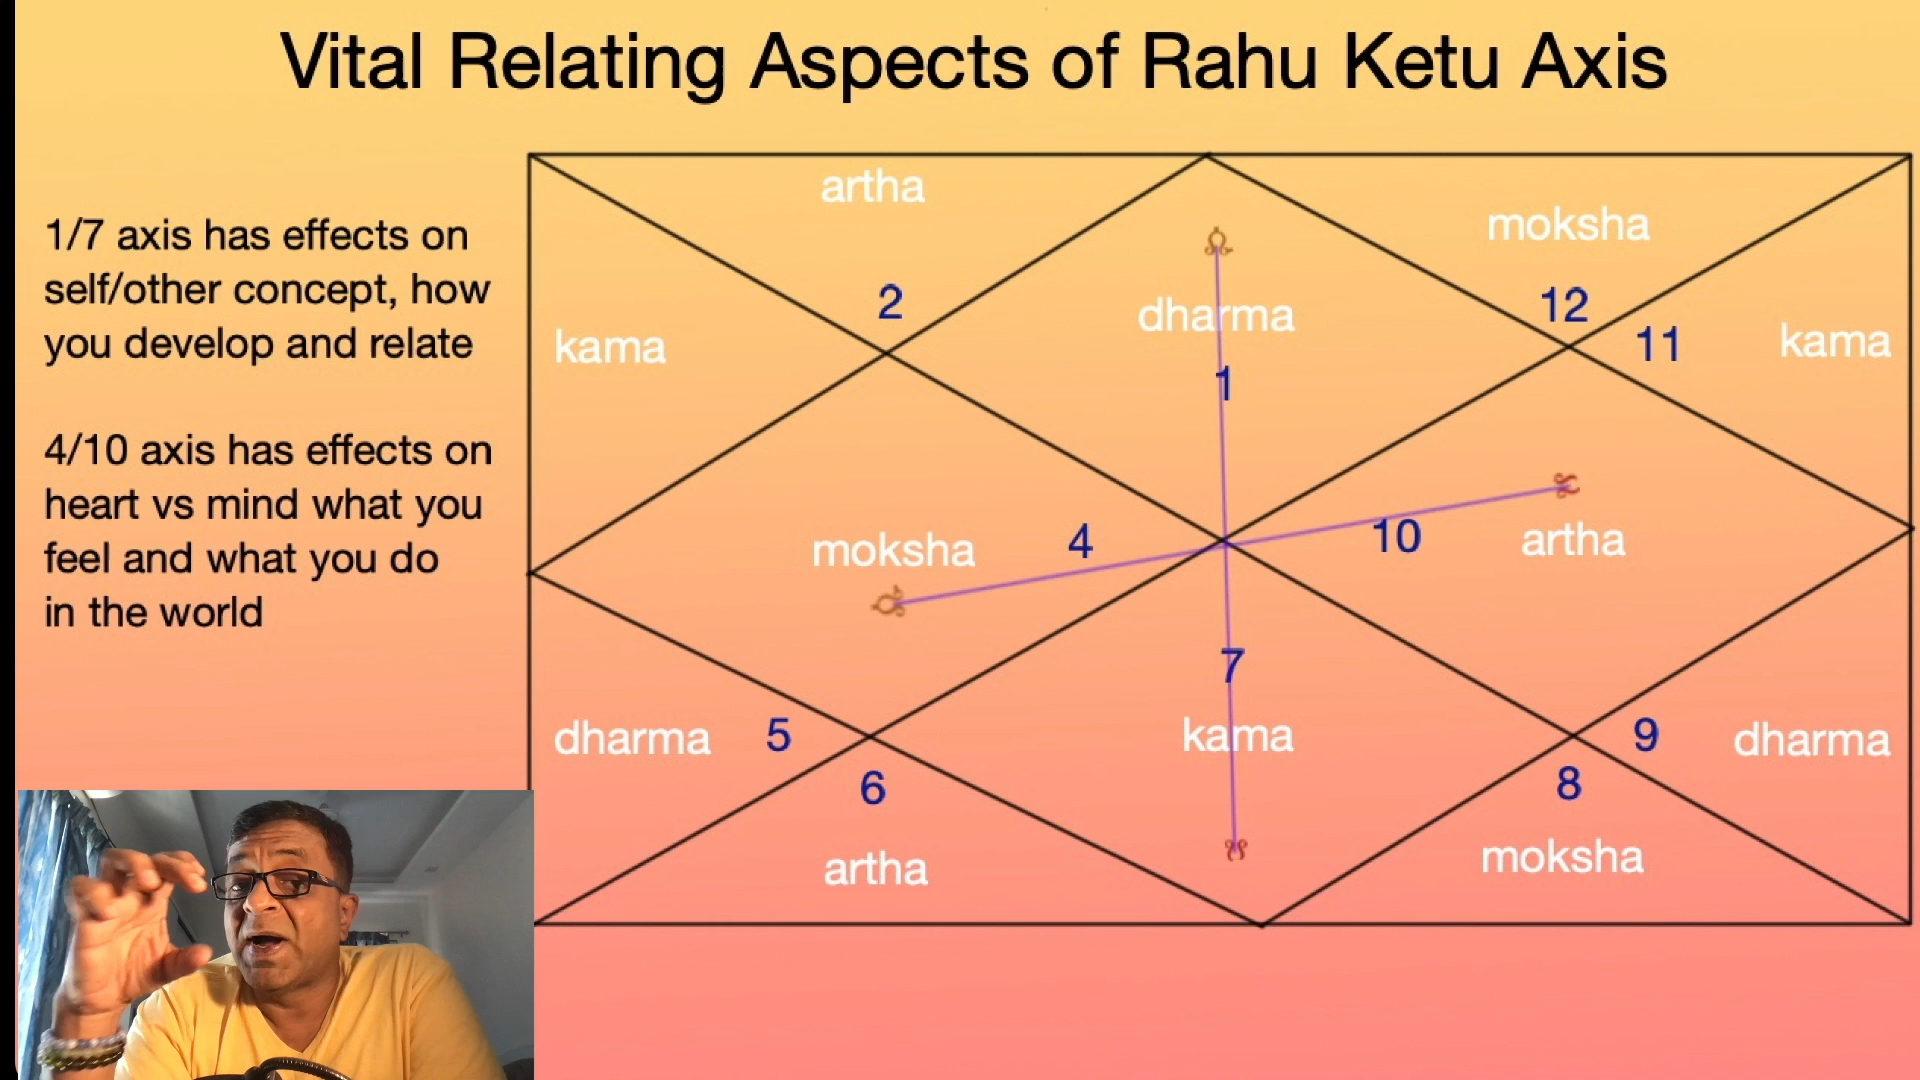 Vital Relating Aspects of Rahu Ketu Axis
1/7 axis has effects on
self/other concept, how
you develop and relate
4/10 axis has effects on
heart vs mind what you
feel and what you do
in the world
artha
moksha
2
dharma
12
kama
11
kama
1
moksha
4
10
artha
7
dharma
5
kama
9
dharma
6
8
artha
moksha